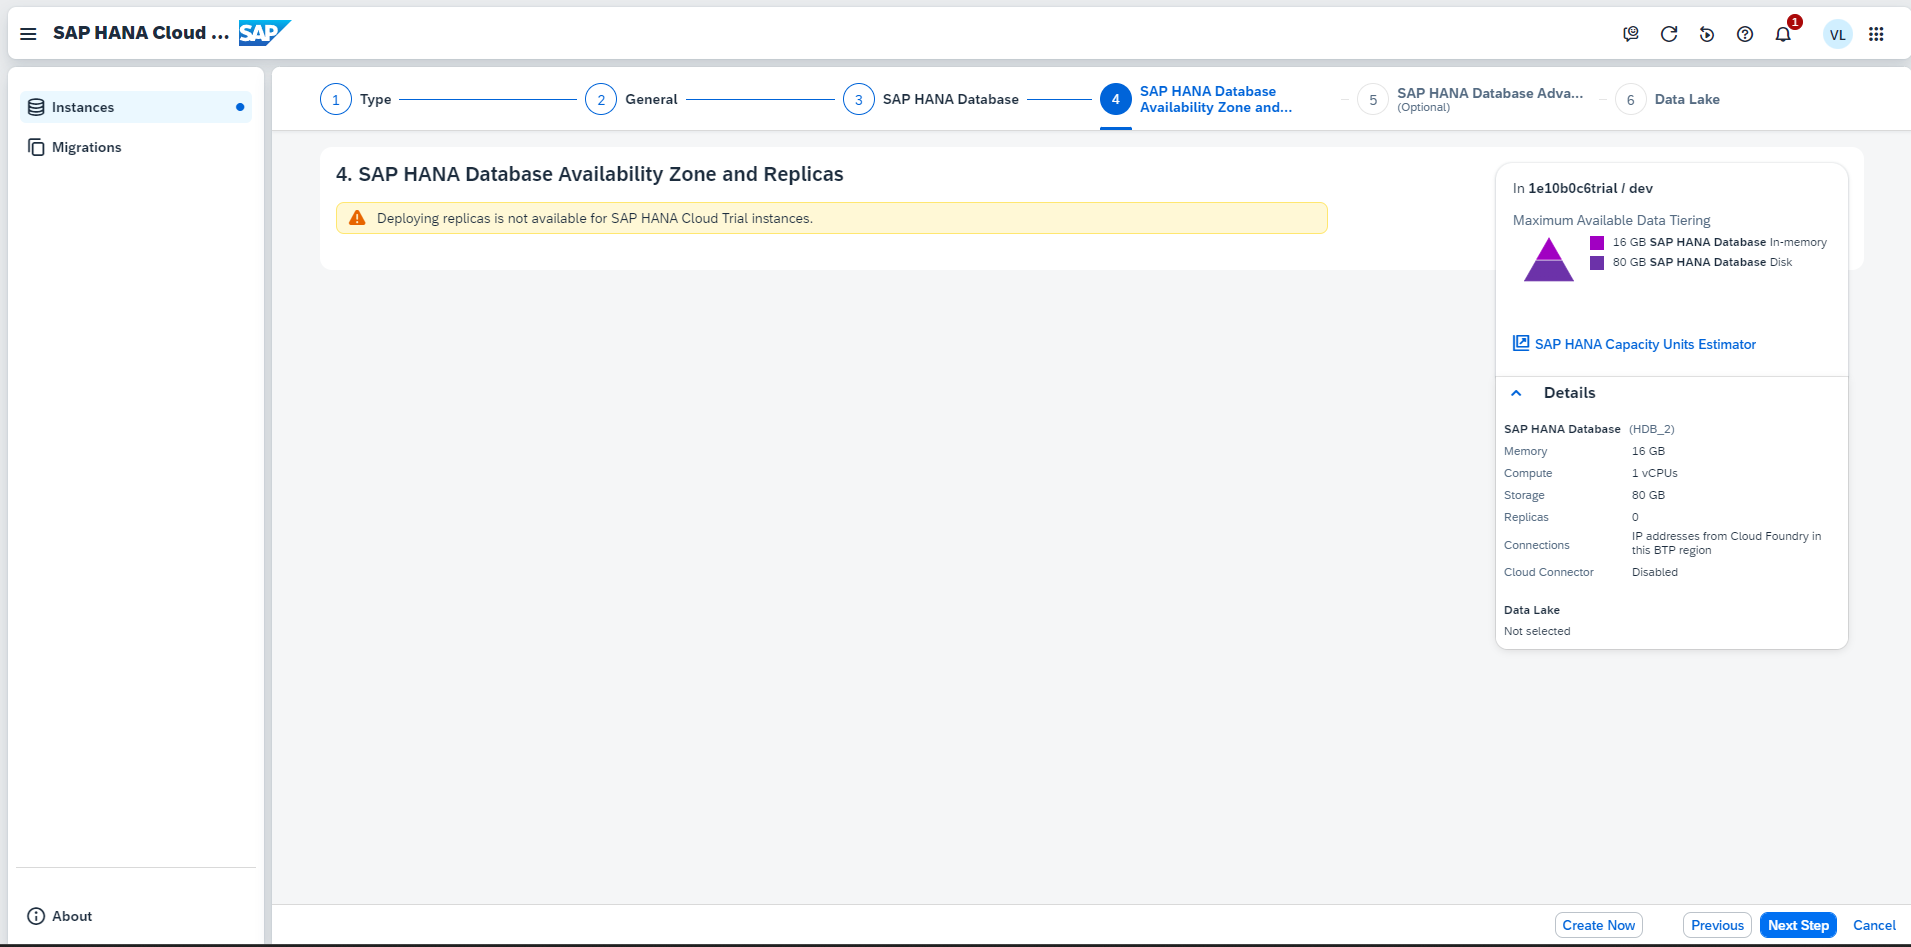 SAP HANA Cloud ...
SAP
1
VL
Instances
Migrations
About
1 Type
2 General
3 SAP HANA Database
4 SAP HANA Database
Availability Zone and...
5 SAP HANA Database Adva...
(Optional)
6 Data Lake
4. SAP HANA Database Availability Zone and Replicas
Deploying replicas is not available for SAP HANA Cloud Trial instances.
In 1e10b0c6trial / dev
Maximum Available Data Tiering
16 GB SAP HANA Database In-memory
80 GB SAP HANA Database Disk
SAP HANA Capacity Units Estimator
Details
SAP HANA Database (HDB_2)
Memory 16 GB
Compute 1 vCPUs
Storage 80 GB
Replicas 0
Connections IP addresses from Cloud Foundry in
this BTP region
Cloud Connector Disabled
Data Lake
Not selected
Create Now
Previous
Next Step
Cancel